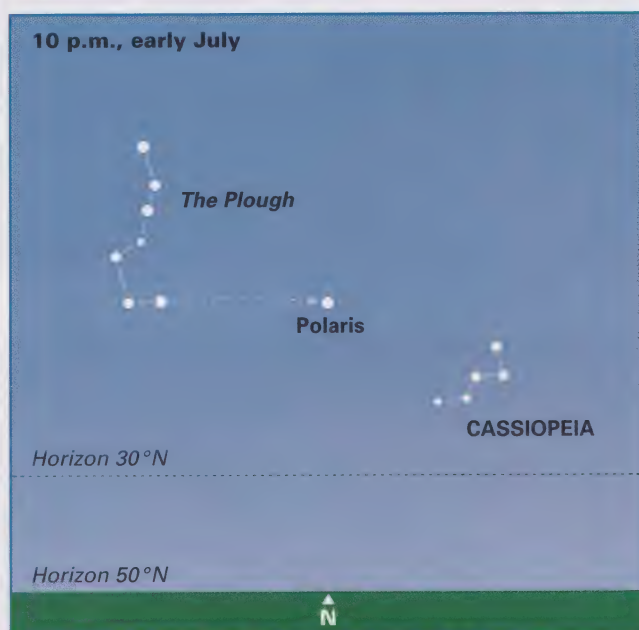 10 p.m., early July
The Plough
Polaris
CASSIOPEIA
Horizon 30°N
Horizon 50°N
N